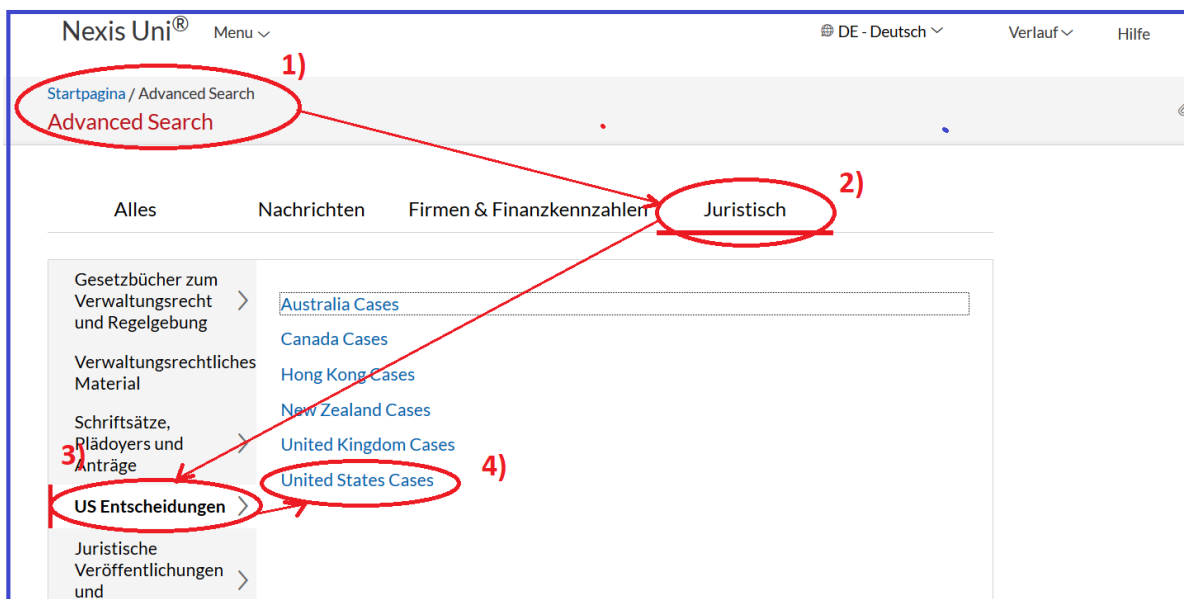 Nexis Uni® Menu DE - Deutsch Verlauf Hilfe
1)
Startpagina / Advanced Search
Advanced Search
2)
Alles Nachrichten Firmen & Finanzkennzahlen Juristisch
Gesetzbücher zum
Verwaltungsrecht
und Regelgebung
Verwaltungsrechtliches
Material
Schriftsätze,
Plädoyers und
Anträge
3)
US Entscheidungen
Juristische
Veröffentlichungen
und
Australia Cases
Canada Cases
Hong Kong Cases
New Zealand Cases
United Kingdom Cases
United States Cases
4)